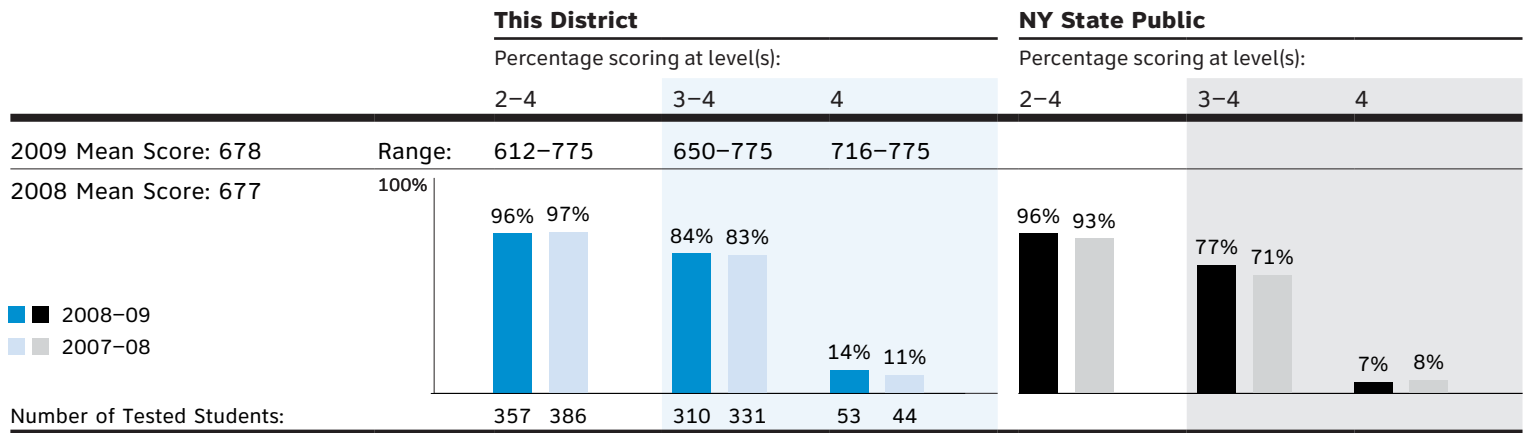 This District NY State Public
Percentage scoring at level(s): Percentage scoring at level(s):
2–4 3–4 4 2–4 3–4 4
2009 Mean Score: 678 Range: 612–775 650–775 716–775
2008 Mean Score: 677 100%
96% 97% 84% 83% 14% 11% 96% 93% 77% 71% 7% 8%
2008–09
2007–08
Number of Tested Students: 357 386 310 331 53 44